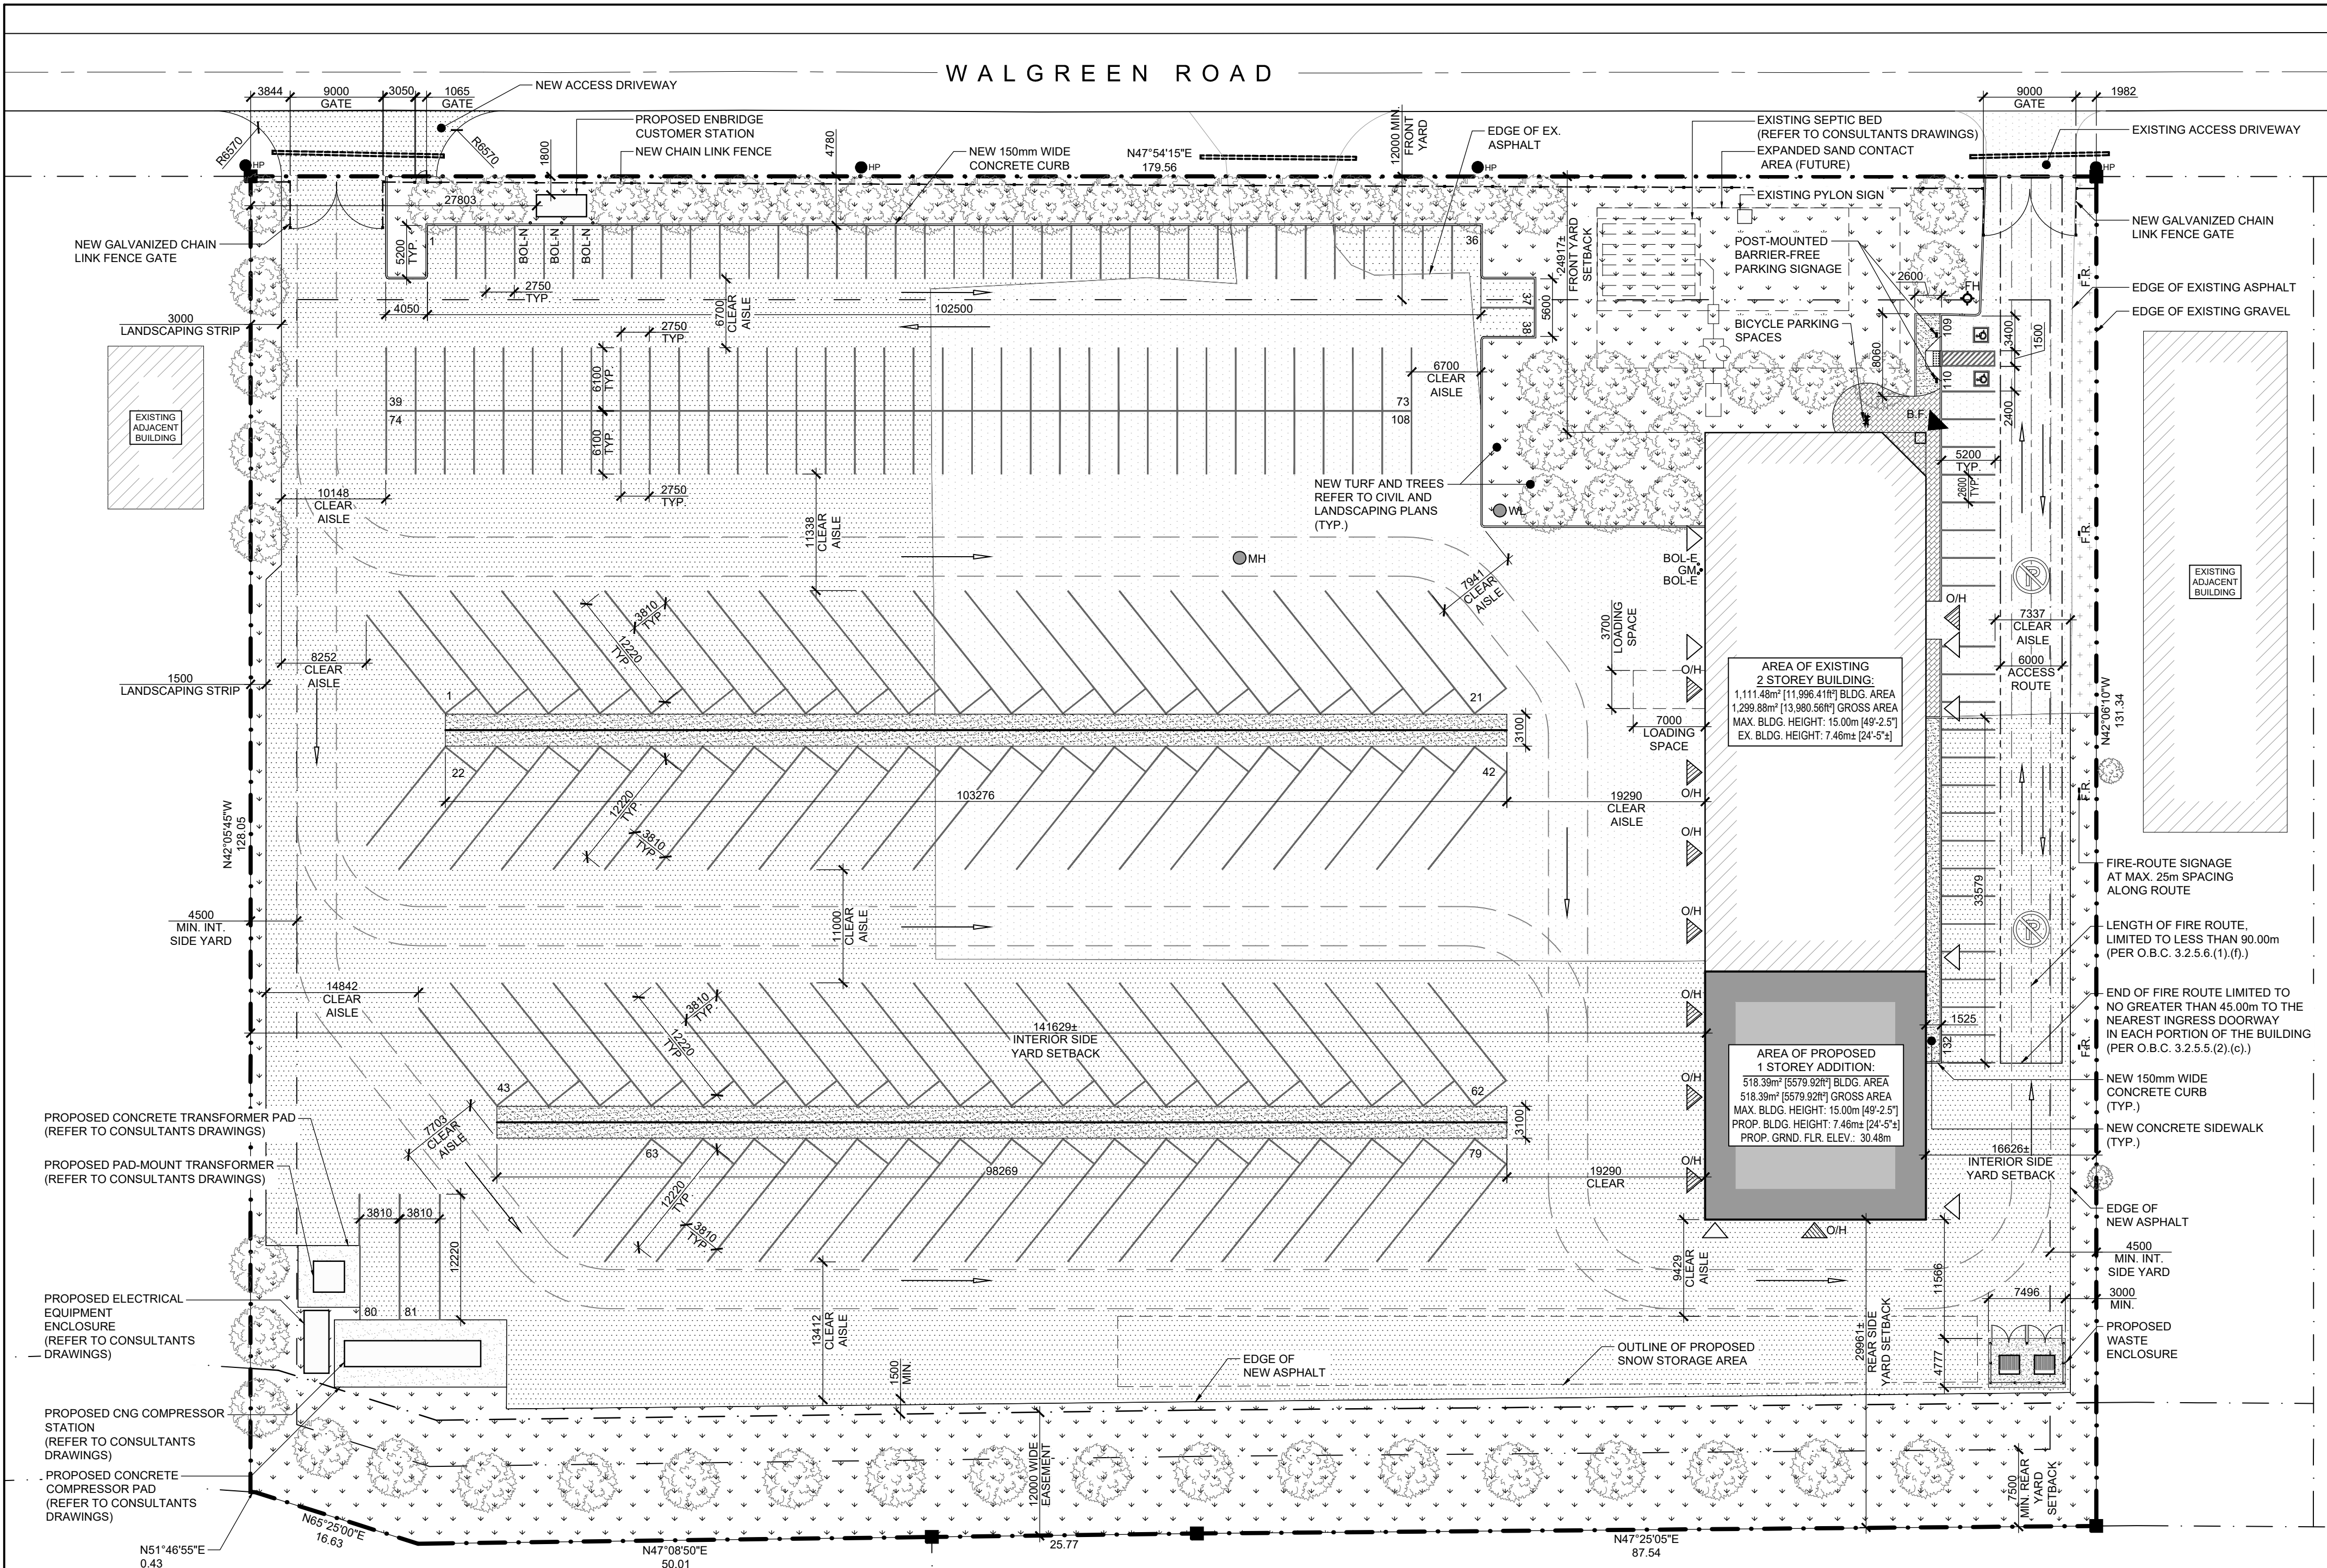 WALGREEN ROAD
3844
9000
GATE
3050
1065
GATE
NEW ACCESS DRIVEWAY
9000
GATE
1982
R6570
R6570
HP
1800
PROPOSED ENBRIDGE
CUSTOMER STATION
NEW CHAIN LINK FENCE
4780
HP
NEW 150mm WIDE
CONCRETE CURB
N47°54'15"E
179.56
12000 MIN.
FRONT
YARD
EDGE OF EX.
ASPHALT
HP
EXISTING SEPTIC BED
(REFER TO CONSULTANTS DRAWINGS)
EXPANDED SAND CONTACT
AREA (FUTURE)
EXISTING PYLON SIGN
EXISTING ACCESS DRIVEWAY
HP
27803
NEW GALVANIZED CHAIN
LINK FENCE GATE
5200
TYP.
1
BOL-N
BOL-N
BOL-N
36
24917±
FRONT YARD
SETBACK
POST-MOUNTED
BARRIER-FREE
PARKING SIGNAGE
NEW GALVANIZED CHAIN
LINK FENCE GATE
2600
FH
F.R.
EDGE OF EXISTING ASPHALT
EDGE OF EXISTING GRAVEL
2750
TYP.
4050
6700
CLEAR
AISLE
102500
37
38
5600
3000
LANDSCAPING STRIP
2750
TYP.
BICYCLE PARKING
SPACES
8060
109
110
3400
1500
2400
6100
TYP.
6700
CLEAR
AISLE
EXISTING
ADJACENT
BUILDING
39
74
73
108
6100
TYP.
B.F.
5200
TYP.
2600
TYP.
10148
CLEAR
AISLE
2750
TYP.
11338
CLEAR
AISLE
NEW TURF AND TREES
REFER TO CIVIL AND
LANDSCAPING PLANS
(TYP.)
WL
MH
F.R.
BOL-E
GM
BOL-E
7941
CLEAR
AISLE
EXISTING
ADJACENT
BUILDING
3810
TYP.
12220
TYP
3700
LOADING
SPACE
O/H
7337
CLEAR
AISLE
8252
CLEAR
AISLE
1500
LANDSCAPING STRIP
1
21
O/H
AREA OF EXISTING
2 STOREY BUILDING:
1,111.48m² [11,996.41ft²] BLDG. AREA
1,299.88m² [13,980.56ft²] GROSS AREA
MAX. BLDG. HEIGHT: 15.00m [49'-2.5"]
EX. BLDG. HEIGHT: 7.46m± [24'-5"±]
6000
ACCESS
ROUTE
N42°06'10"W
131.34
3100
7000
LOADING
SPACE
22
42
12220
TYP
3810
TYP
103276
O/H
19290
CLEAR
AISLE
F.R.
N42°05'45"W
128.05
O/H
FIRE-ROUTE SIGNAGE
AT MAX. 25m SPACING
ALONG ROUTE
33579
4500
MIN. INT.
SIDE YARD
11000
CLEAR
AISLE
O/H
LENGTH OF FIRE ROUTE,
LIMITED TO LESS THAN 90.00m
(PER O.B.C. 3.2.5.6.(1).(f).)
14842
CLEAR
AISLE
3810
TYP.
12220
TYP
141629±
INTERIOR SIDE
YARD SETBACK
O/H
END OF FIRE ROUTE LIMITED TO
NO GREATER THAN 45.00m TO THE
NEAREST INGRESS DOORWAY
IN EACH PORTION OF THE BUILDING
(PER O.B.C. 3.2.5.5.(2).(c).)
1525
132
F.R.
43
62
O/H
AREA OF PROPOSED
1 STOREY ADDITION:
518.39m² [5579.92ft²] BLDG. AREA
518.39m² [5579.92ft²] GROSS AREA
MAX. BLDG. HEIGHT: 15.00m [49'-2.5"]
PROP. BLDG. HEIGHT: 7.46m± [24'-5"±]
PROP. GRND. FLR. ELEV.: 30.48m
NEW 150mm WIDE
CONCRETE CURB
(TYP.)
NEW CONCRETE SIDEWALK
(TYP.)
PROPOSED CONCRETE TRANSFORMER PAD
(REFER TO CONSULTANTS DRAWINGS)
7703
CLEAR
AISLE
3100
63
79
16626±
INTERIOR SIDE
YARD SETBACK
PROPOSED PAD-MOUNT TRANSFORMER
(REFER TO CONSULTANTS DRAWINGS)
98269
19290
CLEAR
O/H
3810
3810
12220
12220
TYP
3810
TYP
O/H
EDGE OF
NEW ASPHALT
9429
CLEAR
AISLE
11566
4500
MIN. INT.
SIDE YARD
PROPOSED ELECTRICAL
EQUIPMENT
ENCLOSURE
(REFER TO CONSULTANTS
DRAWINGS)
80
81
13412
CLEAR
AISLE
7496
3000
MIN.
PROPOSED
WASTE
ENCLOSURE
29961±
REAR SIDE
YARD SETBACK
4777
1500
MIN.
EDGE OF
NEW ASPHALT
OUTLINE OF PROPOSED
SNOW STORAGE AREA
PROPOSED CNG COMPRESSOR
STATION
(REFER TO CONSULTANTS
DRAWINGS)
PROPOSED CONCRETE
COMPRESSOR PAD
(REFER TO CONSULTANTS
DRAWINGS)
12000 WIDE
EASEMENT
7500
MIN. REAR
YARD
SETBACK
N65°25'00"E
16.63
N51°46'55"E
0.43
N47°08'50"E
50.01
25.77
N47°25'05"E
87.54